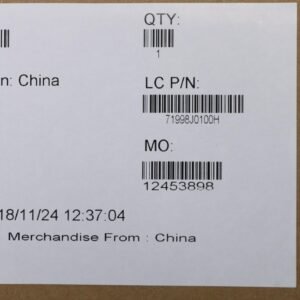 QTY:
1
n: China
LC P/N:
71998J0100H
MO:
12453898
18/11/24 12:37:04
Merchandise From : China